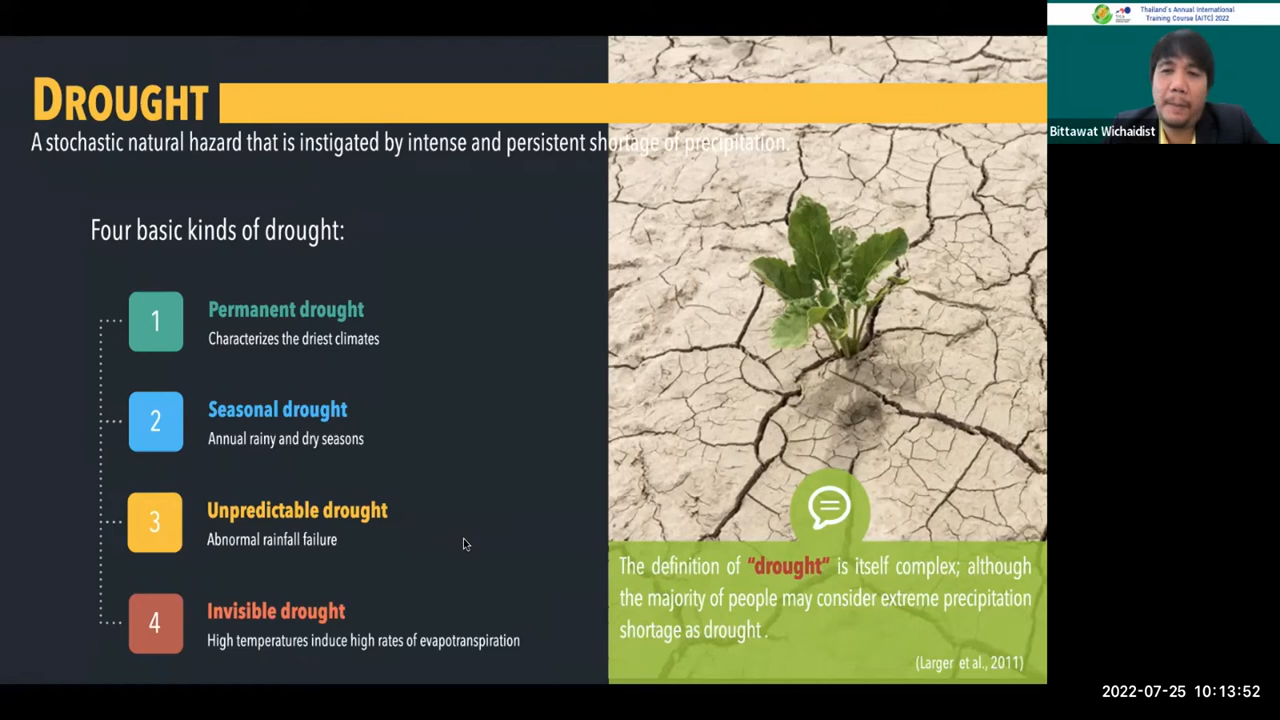 Thailand's Annual International
Training Course (AITC) 2022
Bittawat Wichaidist
DROUGHT
A stochastic natural hazard that is instigated by intense and persistent shortage of precipitation.
Four basic kinds of drought:
1
Permanent drought
Characterizes the driest climates
2
Seasonal drought
Annual rainy and dry seasons
3
Unpredictable drought
Abnormal rainfall failure
4
Invisible drought
High temperatures induce high rates of evapotranspiration
The definition of "drought" is itself complex; although
the majority of people may consider extreme precipitation
shortage as drought .
(Larger et al., 2011)
2022-07-25 10:13:52